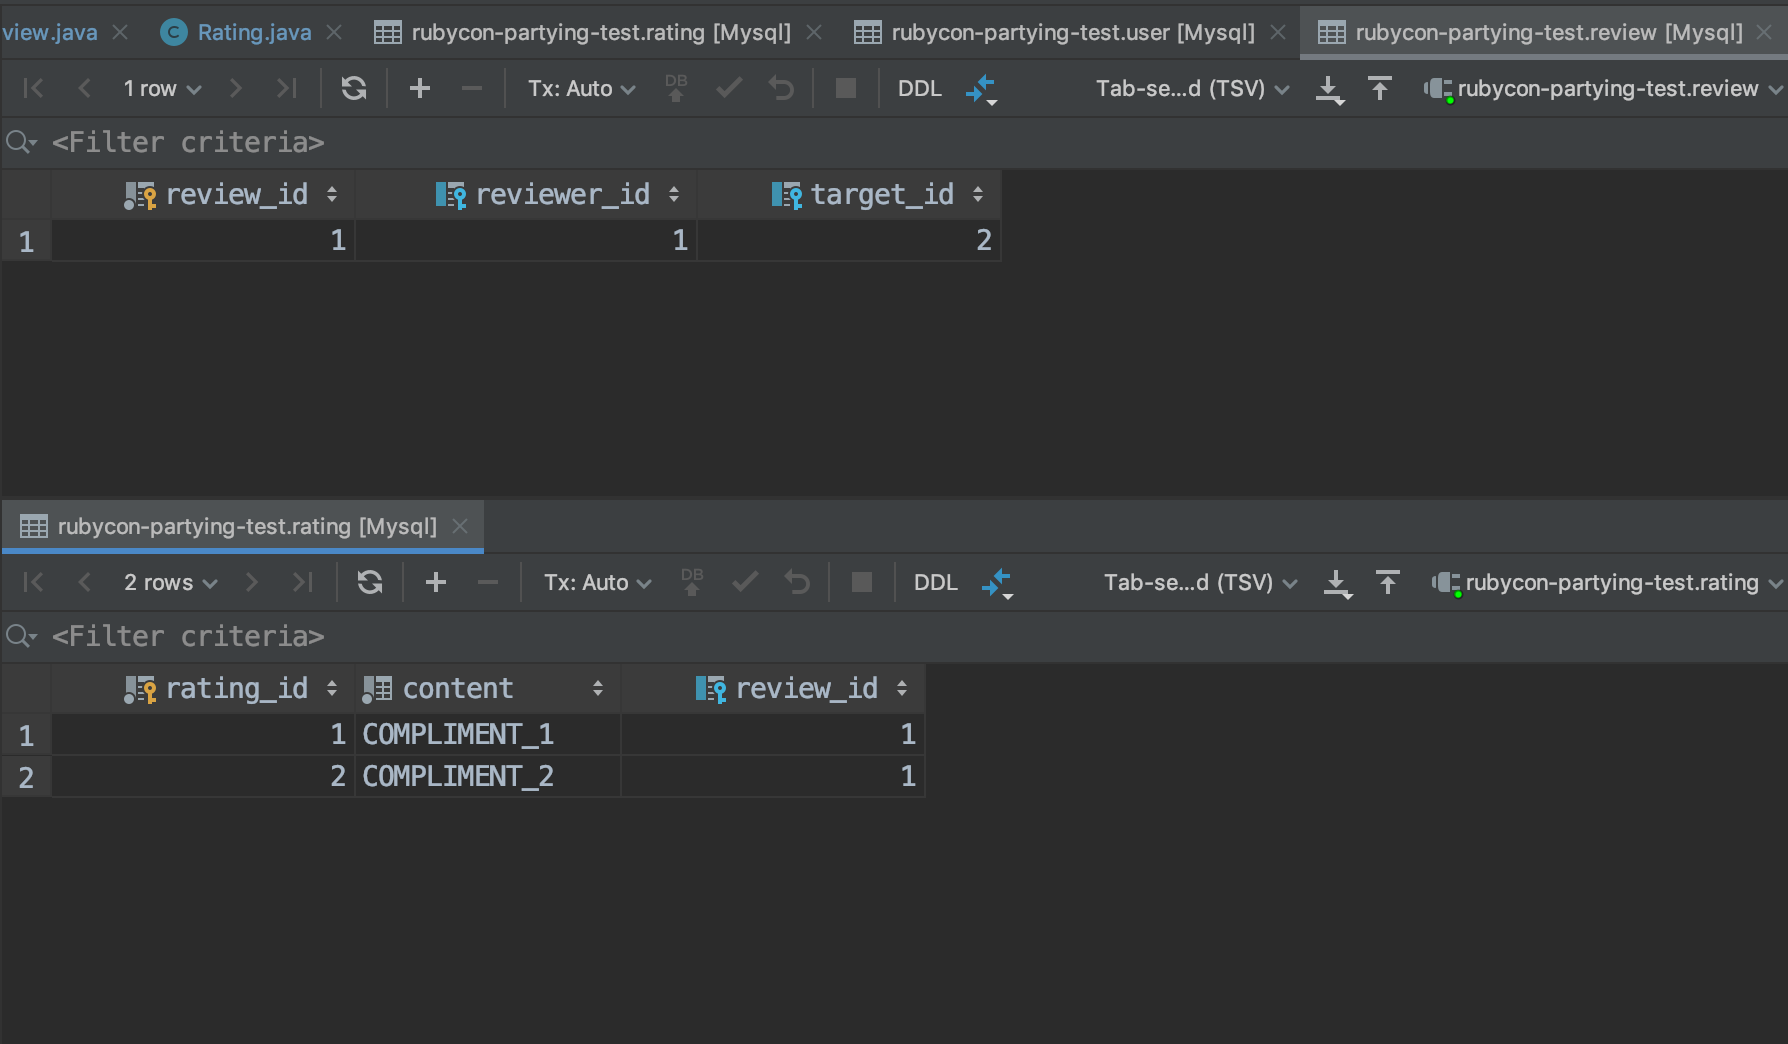 view.java C Rating.java rubycon-partying-test.rating [Mysql] rubycon-partying-test.user [Mysql] rubycon-partying-test.review [Mysql]
1 row Tx: Auto DB DDL Tab-se...d (TSV) rubycon-partying-test.review
<Filter criteria>
review_id reviewer_id target_id
1 1 1 2
rubycon-partying-test.rating [Mysql]
2 rows Tx: Auto DB DDL Tab-se...d (TSV) rubycon-partying-test.rating
<Filter criteria>
rating_id content review_id
1 1 COMPLIMENT_1 1
2 2 COMPLIMENT_2 1